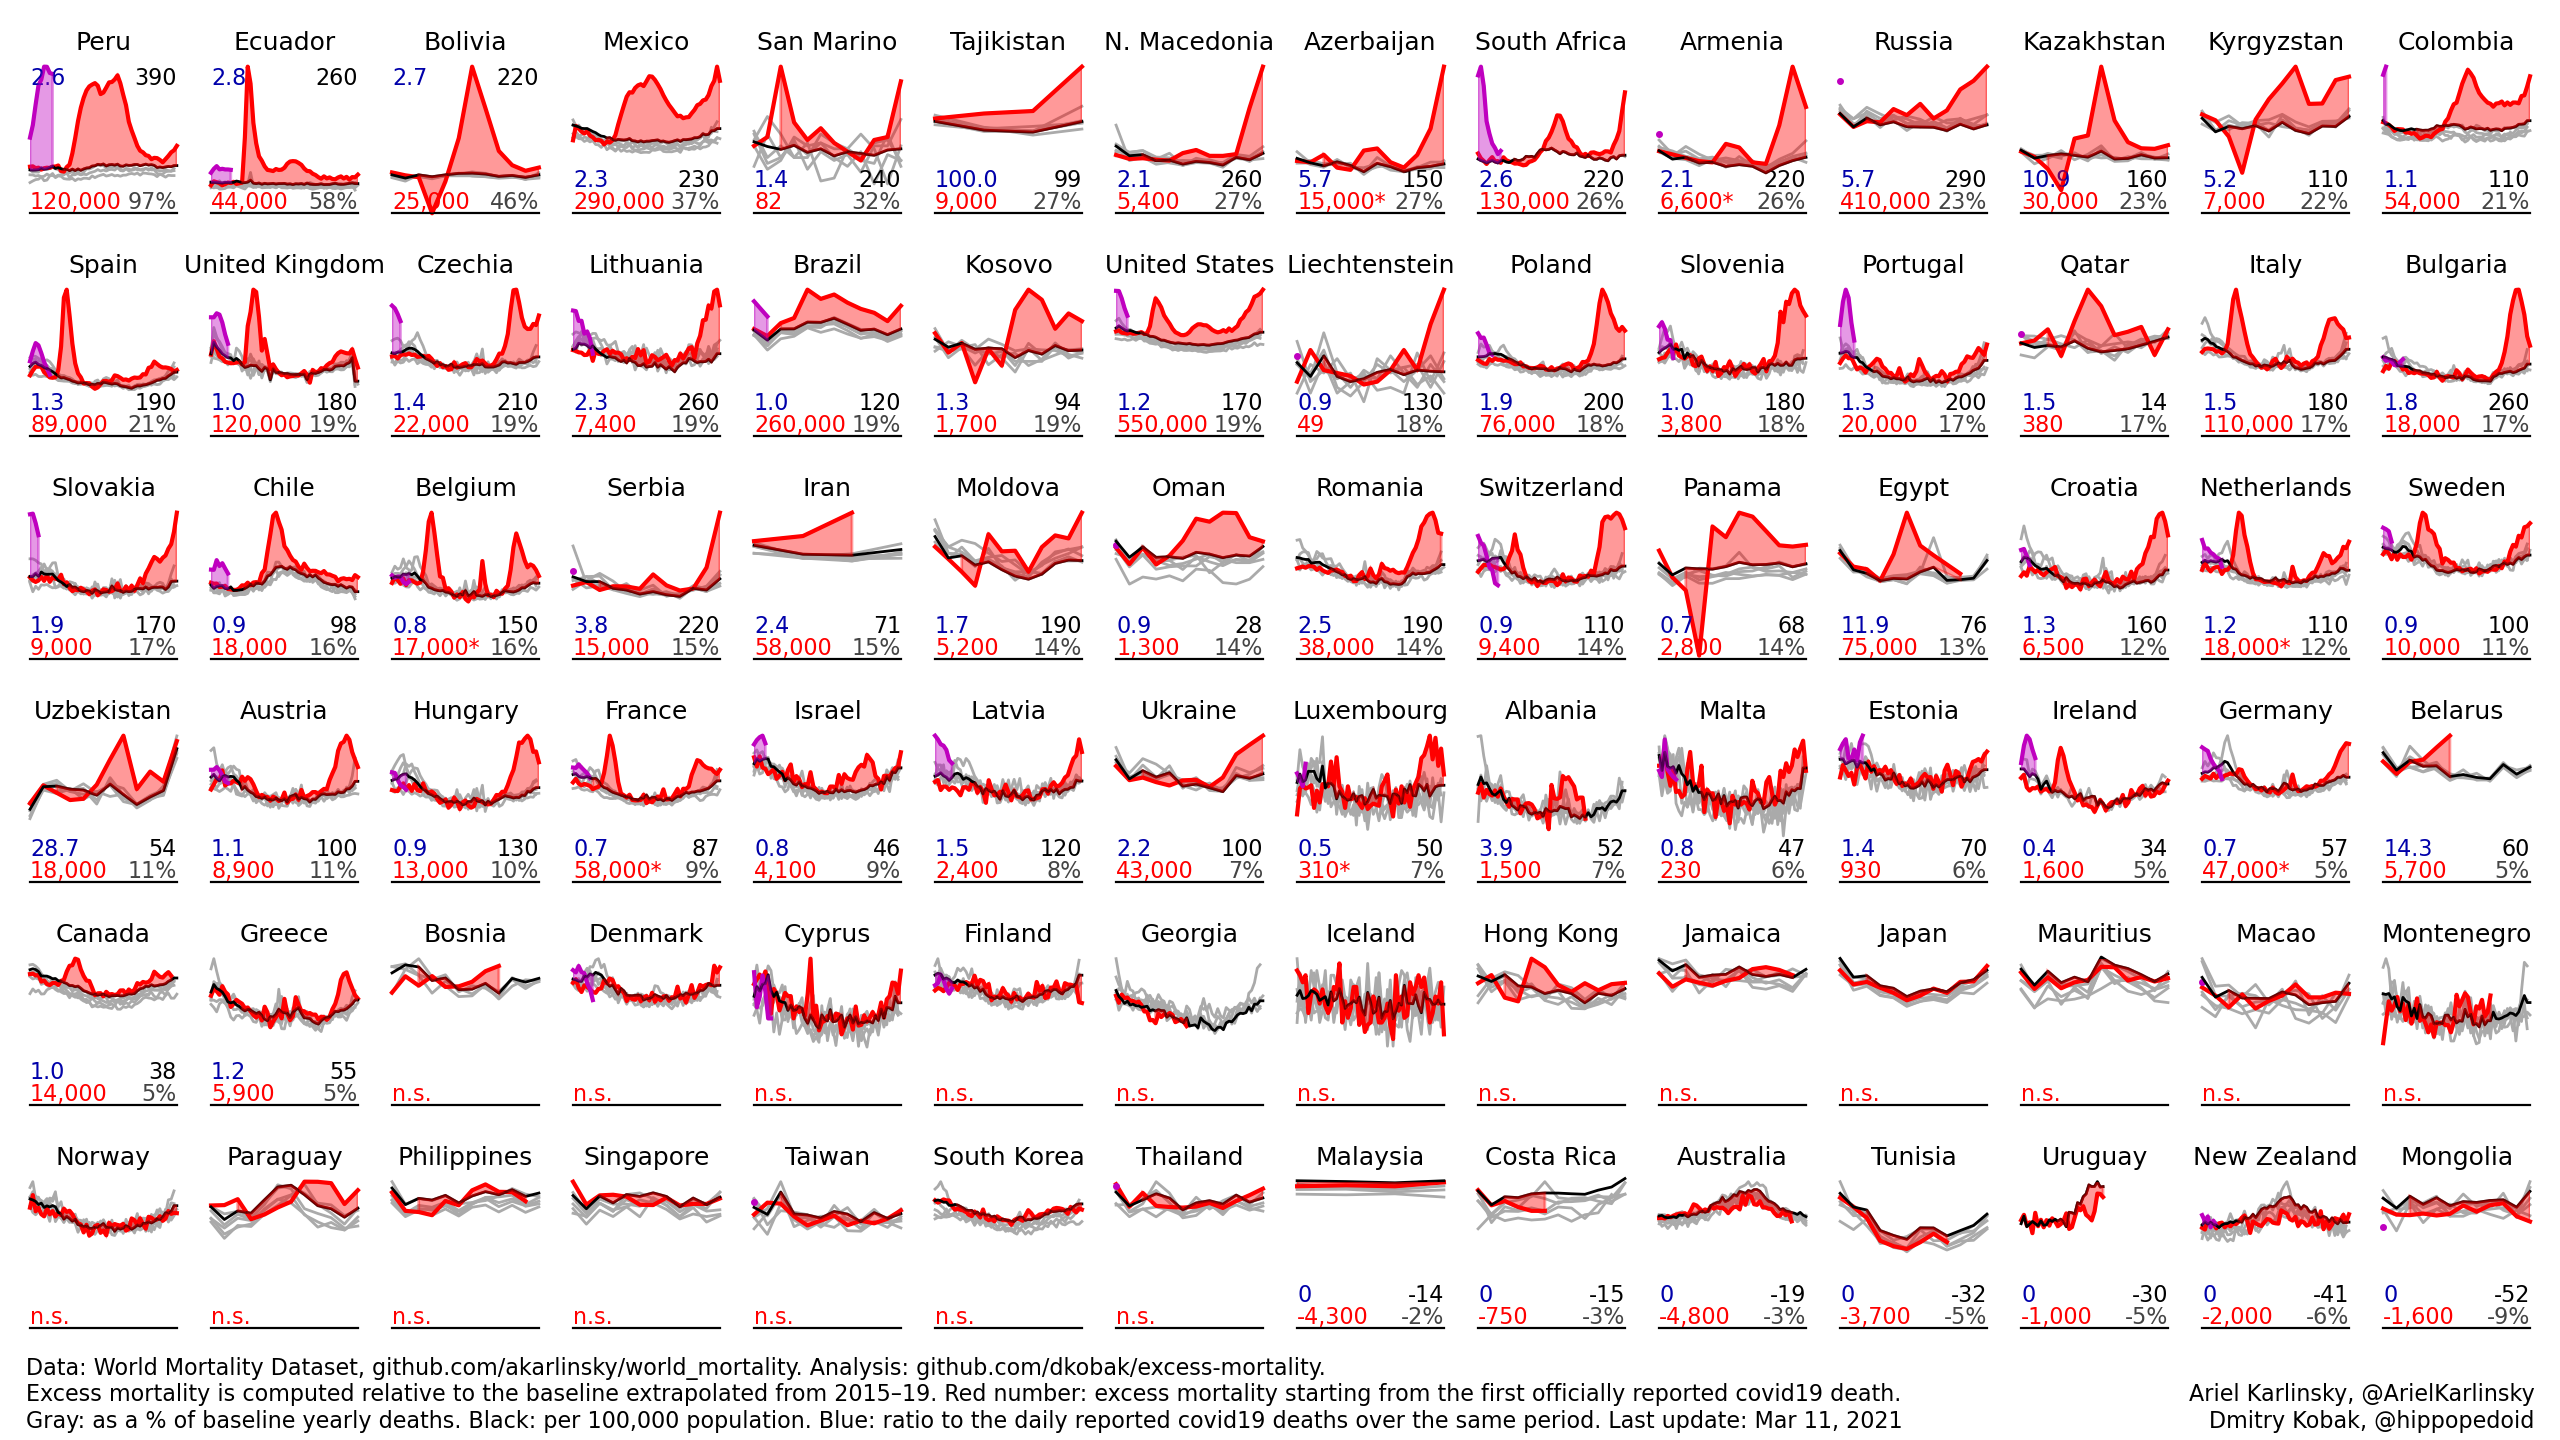 Peru Ecuador Bolivia Mexico San Marino Tajikistan N. Macedonia Azerbaijan South Africa Armenia Russia Kazakhstan Kyrgyzstan Colombia
2.6 390 2.8 260 2.7 220
2.3 230 1.4 240 100.0 99 2.1 260 5.7 150 2.6 220 2.1 220 5.7 290 10.9 160 5.2 110 1.1 110
120,000 97% 44,000 58% 25,000 46% 290,000 37% 82 32% 9,000 27% 5,400 27% 15,000* 27% 130,000 26% 6,600* 26% 410,000 23% 30,000 23% 7,000 22% 54,000 21%
Spain United Kingdom Czechia Lithuania Brazil Kosovo United States Liechtenstein Poland Slovenia Portugal Qatar Italy Bulgaria
1.3 190 1.0 180 1.4 210 2.3 260 1.0 120 1.3 94 1.2 170 0.9 130 1.9 200 1.0 180 1.3 200 1.5 14 1.5 180 1.8 260
89,000 21% 120,000 19% 22,000 19% 7,400 19% 260,000 19% 1,700 19% 550,000 19% 49 18% 76,000 18% 3,800 18% 20,000 17% 380 17% 110,000 17% 18,000 17%
Slovakia Chile Belgium Serbia Iran Moldova Oman Romania Switzerland Panama Egypt Croatia Netherlands Sweden
1.9 170 0.9 98 0.8 150 3.8 220 2.4 71 1.7 190 0.9 28 2.5 190 0.9 110 0.7 68 11.9 76 1.3 160 1.2 110 0.9 100
9,000 17% 18,000 16% 17,000* 16% 15,000 15% 58,000 15% 5,200 14% 1,300 14% 38,000 14% 9,400 14% 2,800 14% 75,000 13% 6,500 12% 18,000* 12% 10,000 11%
Uzbekistan Austria Hungary France Israel Latvia Ukraine Luxembourg Albania Malta Estonia Ireland Germany Belarus
28.7 54 1.1 100 0.9 130 0.7 87 0.8 46 1.5 120 2.2 100 0.5 50 3.9 52 0.8 47 1.4 70 0.4 34 0.7 57 14.3 60
18,000 11% 8,900 11% 13,000 10% 58,000* 9% 4,100 9% 2,400 8% 43,000 7% 310* 7% 1,500 7% 230 6% 930 6% 1,600 5% 47,000* 5% 5,700 5%
Canada Greece Bosnia Denmark Cyprus Finland Georgia Iceland Hong Kong Jamaica Japan Mauritius Macao Montenegro
1.0 38 1.2 55
14,000 5% 5,900 5% n.s. n.s. n.s. n.s. n.s. n.s. n.s. n.s. n.s. n.s. n.s. n.s.
Norway Paraguay Philippines Singapore Taiwan South Korea Thailand Malaysia Costa Rica Australia Tunisia Uruguay New Zealand Mongolia
0 -14 0 -15 0 -19 0 -32 0 -30 0 -41 0 -52
n.s. n.s. n.s. n.s. n.s. n.s. n.s. -4,300 -2% -750 -3% -4,800 -3% -3,700 -5% -1,000 -5% -2,000 -6% -1,600 -9%
Data: World Mortality Dataset, github.com/akarlinsky/world_mortality. Analysis: github.com/dkobak/excess-mortality.
Excess mortality is computed relative to the baseline extrapolated from 2015–19. Red number: excess mortality starting from the first officially reported covid19 death.
Gray: as a % of baseline yearly deaths. Black: per 100,000 population. Blue: ratio to the daily reported covid19 deaths over the same period. Last update: Mar 11, 2021
Ariel Karlinsky, @ArielKarlinsky
Dmitry Kobak, @hippopedoid